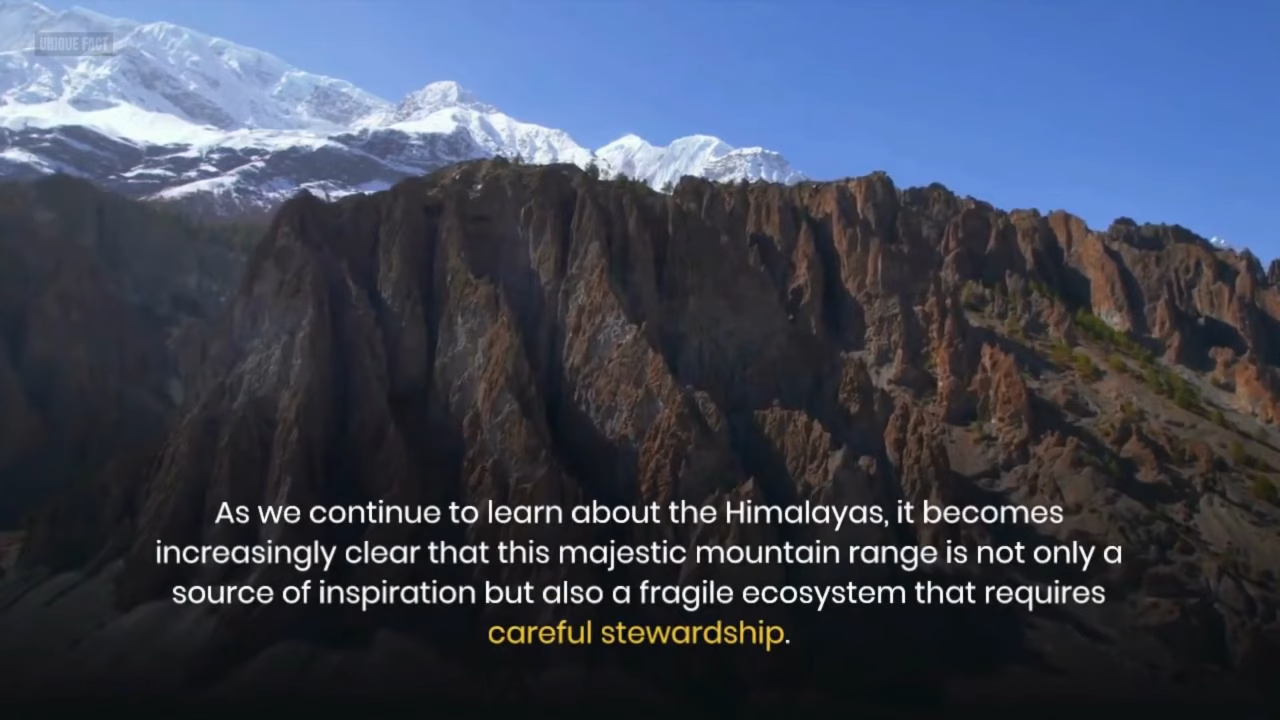 UNIQUE FACT
As we continue to learn about the Himalayas, it becomes
increasingly clear that this majestic mountain range is not only a
source of inspiration but also a fragile ecosystem that requires
careful stewardship.